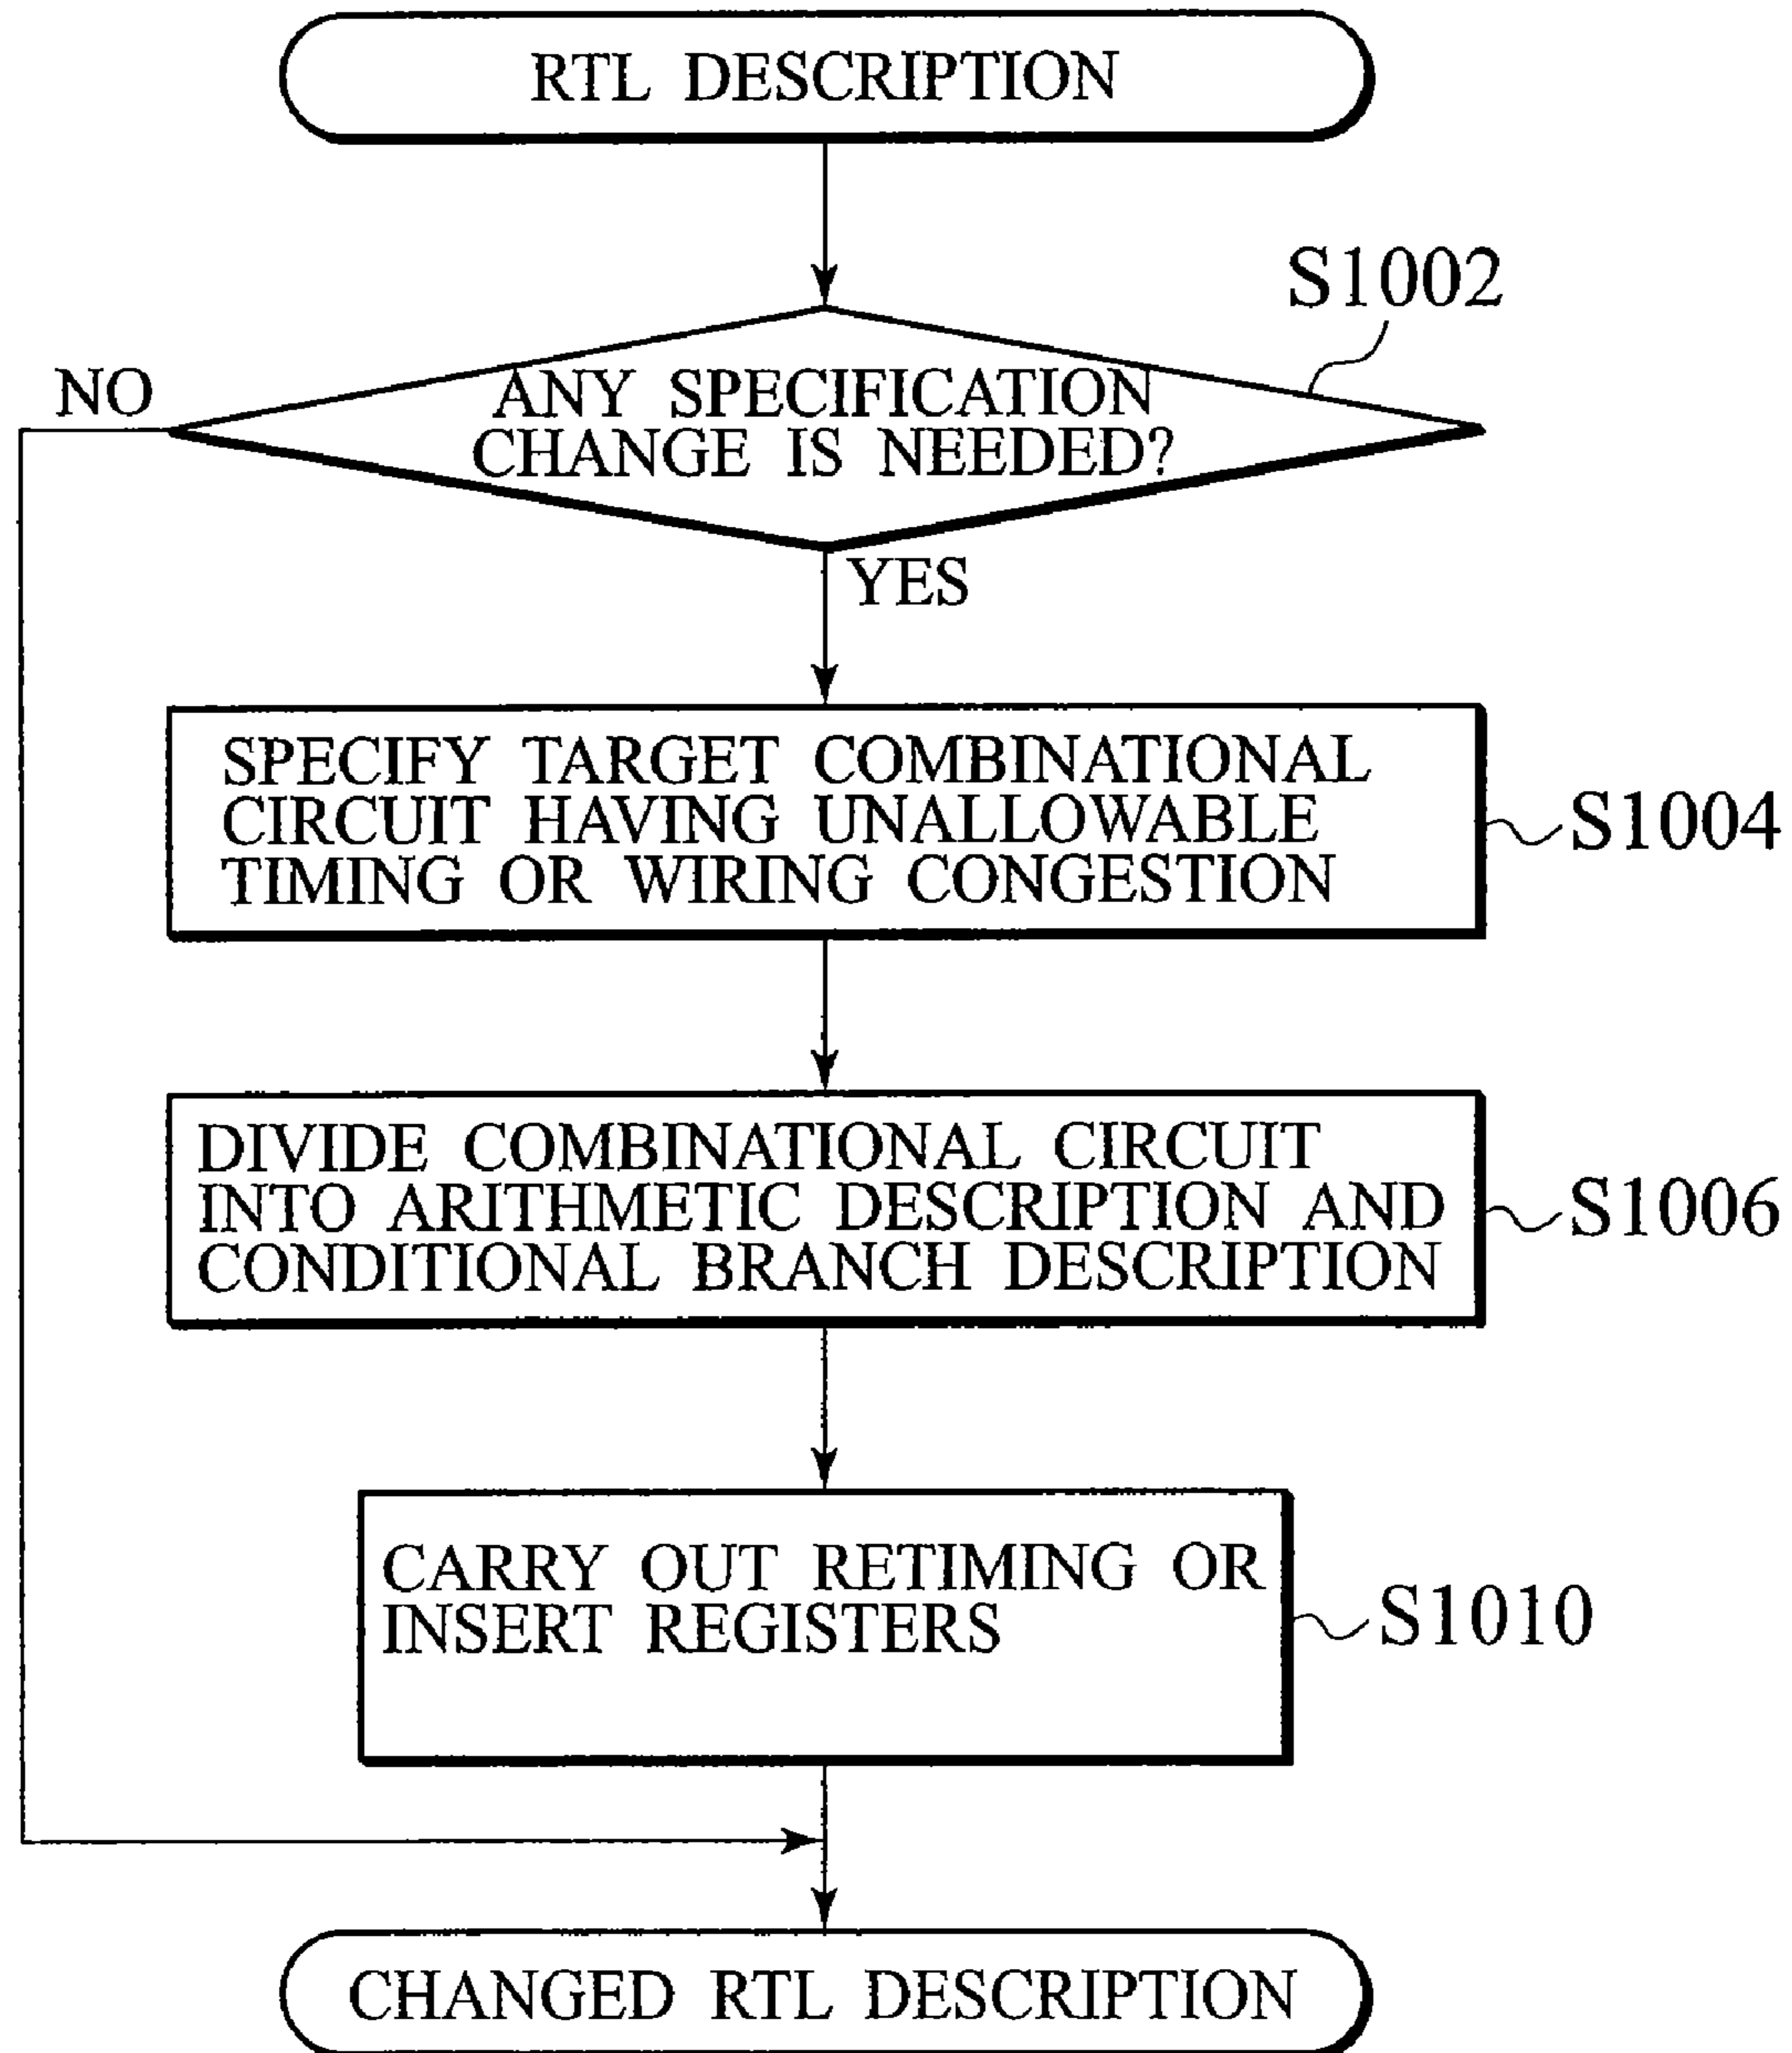 RTL DESCRIPTION
S1002
NO
ANY SPECIFICATION
CHANGE IS NEEDED?
YES
SPECIFY TARGET COMBINATIONAL
CIRCUIT HAVING UNALLOWABLE
TIMING OR WIRING CONGESTION
S1004
DIVIDE COMBINATIONAL CIRCUIT
INTO ARITHMETIC DESCRIPTION AND
CONDITIONAL BRANCH DESCRIPTION
S1006
CARRY OUT RETIMING OR
INSERT REGISTERS
S1010
CHANGED RTL DESCRIPTION